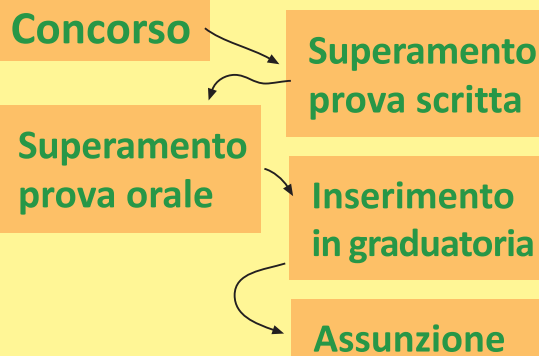 Concorso
Superamento
prova scritta
Superamento
prova orale
Inserimento
in graduatoria
Assunzione